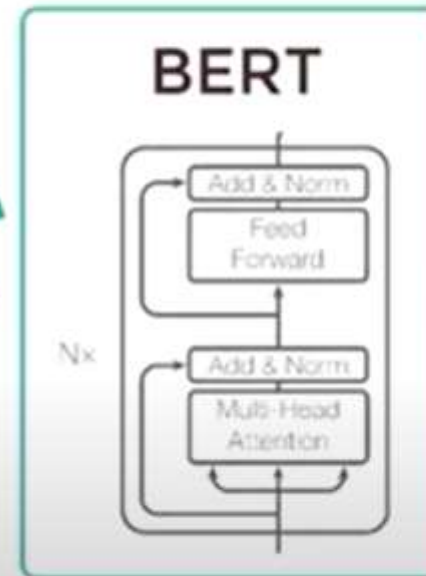 BERT
Add & Norm
Feed
Forward
Nx
Add & Norm
Multi-Head
Attention